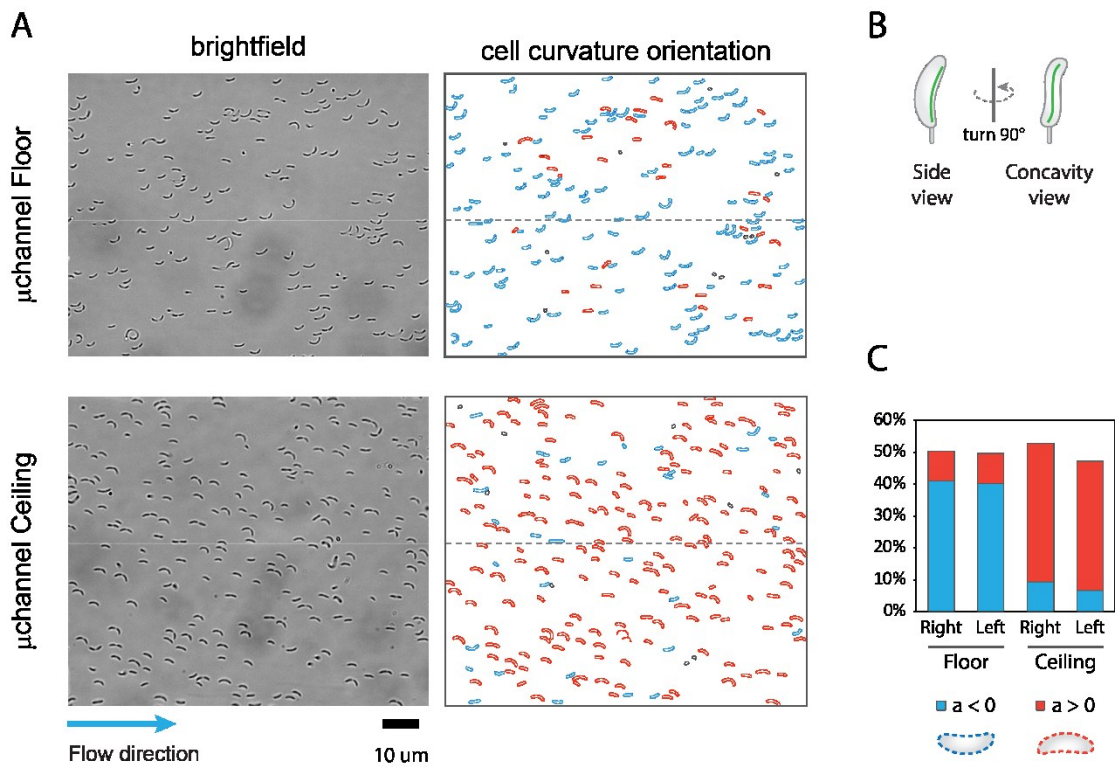 A
brightfield
cell curvature orientation
μchannel Floor
μchannel Ceiling
Flow direction
10 um
B
turn 90°
Side
view
Concavity
view
C
60%
50%
40%
30%
20%
10%
0%
Right Left Right Left
Floor Ceiling
a < 0 a > 0